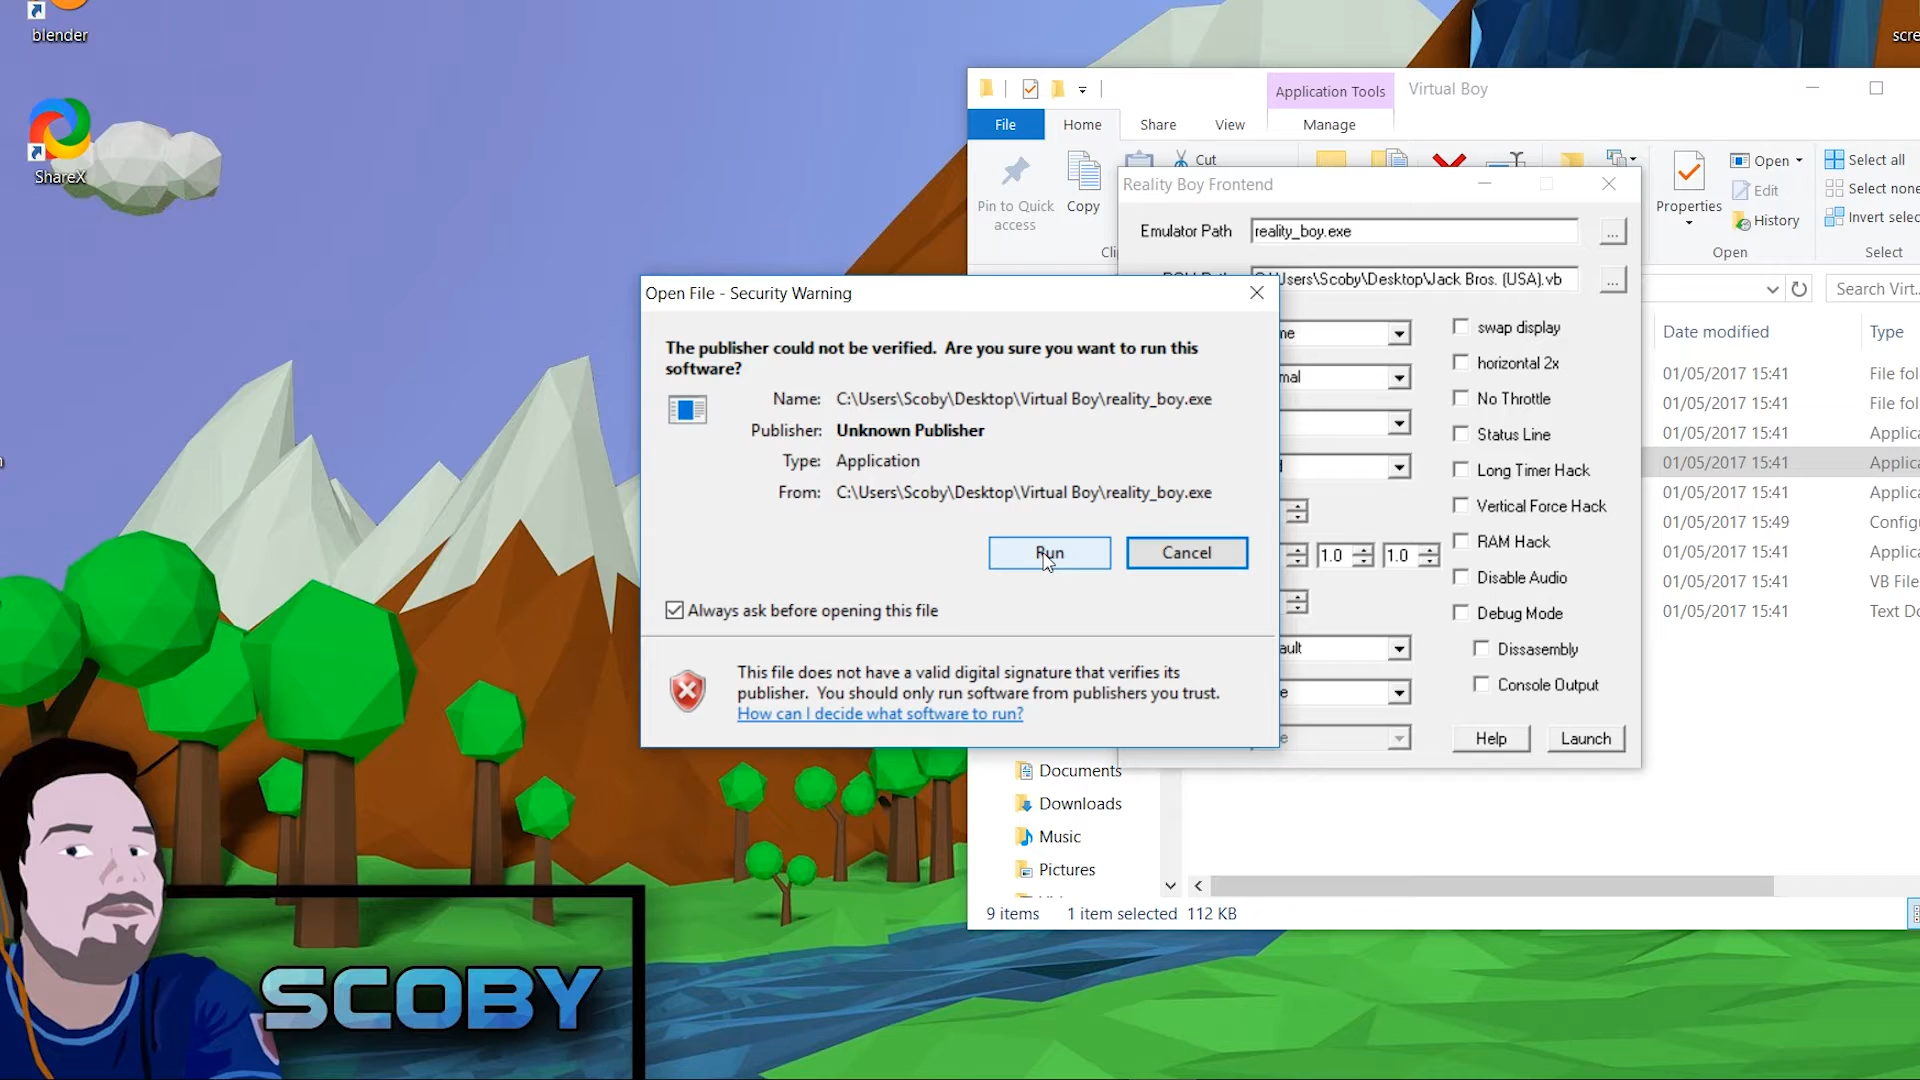 blender
ShareX
scre
Application Tools
Virtual Boy
File
Home
Share
View
Manage
Pin to Quick
access
Copy
Cut
Properties
Open
Edit
History
Open
Select all
Select none
Invert selec
Select
Search Virt...
Reality Boy Frontend
Emulator Path
reality_boy.exe
...
Users\Scoby\Desktop\Jack Bros. (USA).vb
...
swap display
horizontal 2x
No Throttle
Status Line
Long Timer Hack
Vertical Force Hack
RAM Hack
1.0
1.0
Disable Audio
Debug Mode
Dissassembly
Console Output
Help
Launch
Open File - Security Warning
The publisher could not be verified. Are you sure you want to run this
software?
Name: C:\Users\Scoby\Desktop\Virtual Boy\reality_boy.exe
Publisher: Unknown Publisher
Type: Application
From: C:\Users\Scoby\Desktop\Virtual Boy\reality_boy.exe
Run
Cancel
Always ask before opening this file
This file does not have a valid digital signature that verifies its
publisher. You should only run software from publishers you trust.
How can I decide what software to run?
Date modified
Type
01/05/2017 15:41 File fol
01/05/2017 15:41 File fol
01/05/2017 15:41 Applica
01/05/2017 15:41 Applica
01/05/2017 15:41 Applica
01/05/2017 15:49 Config
01/05/2017 15:41 Applica
01/05/2017 15:41 VB File
01/05/2017 15:41 Text Do
Documents
Downloads
Music
Pictures
9 items 1 item selected 112 KB
SCOBY